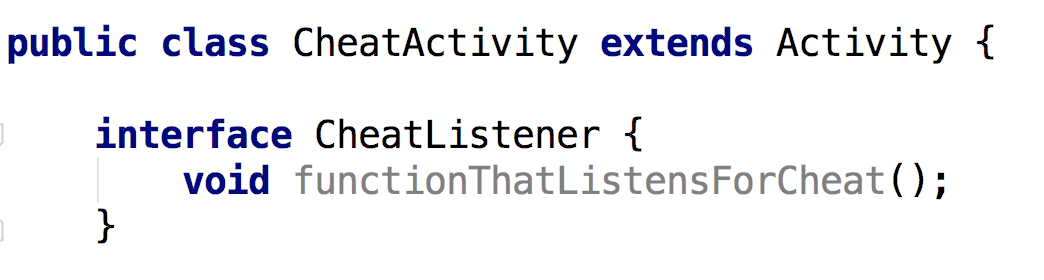 public class CheatActivity extends Activity {
interface CheatListener {
void functionThatListensForCheat();
}